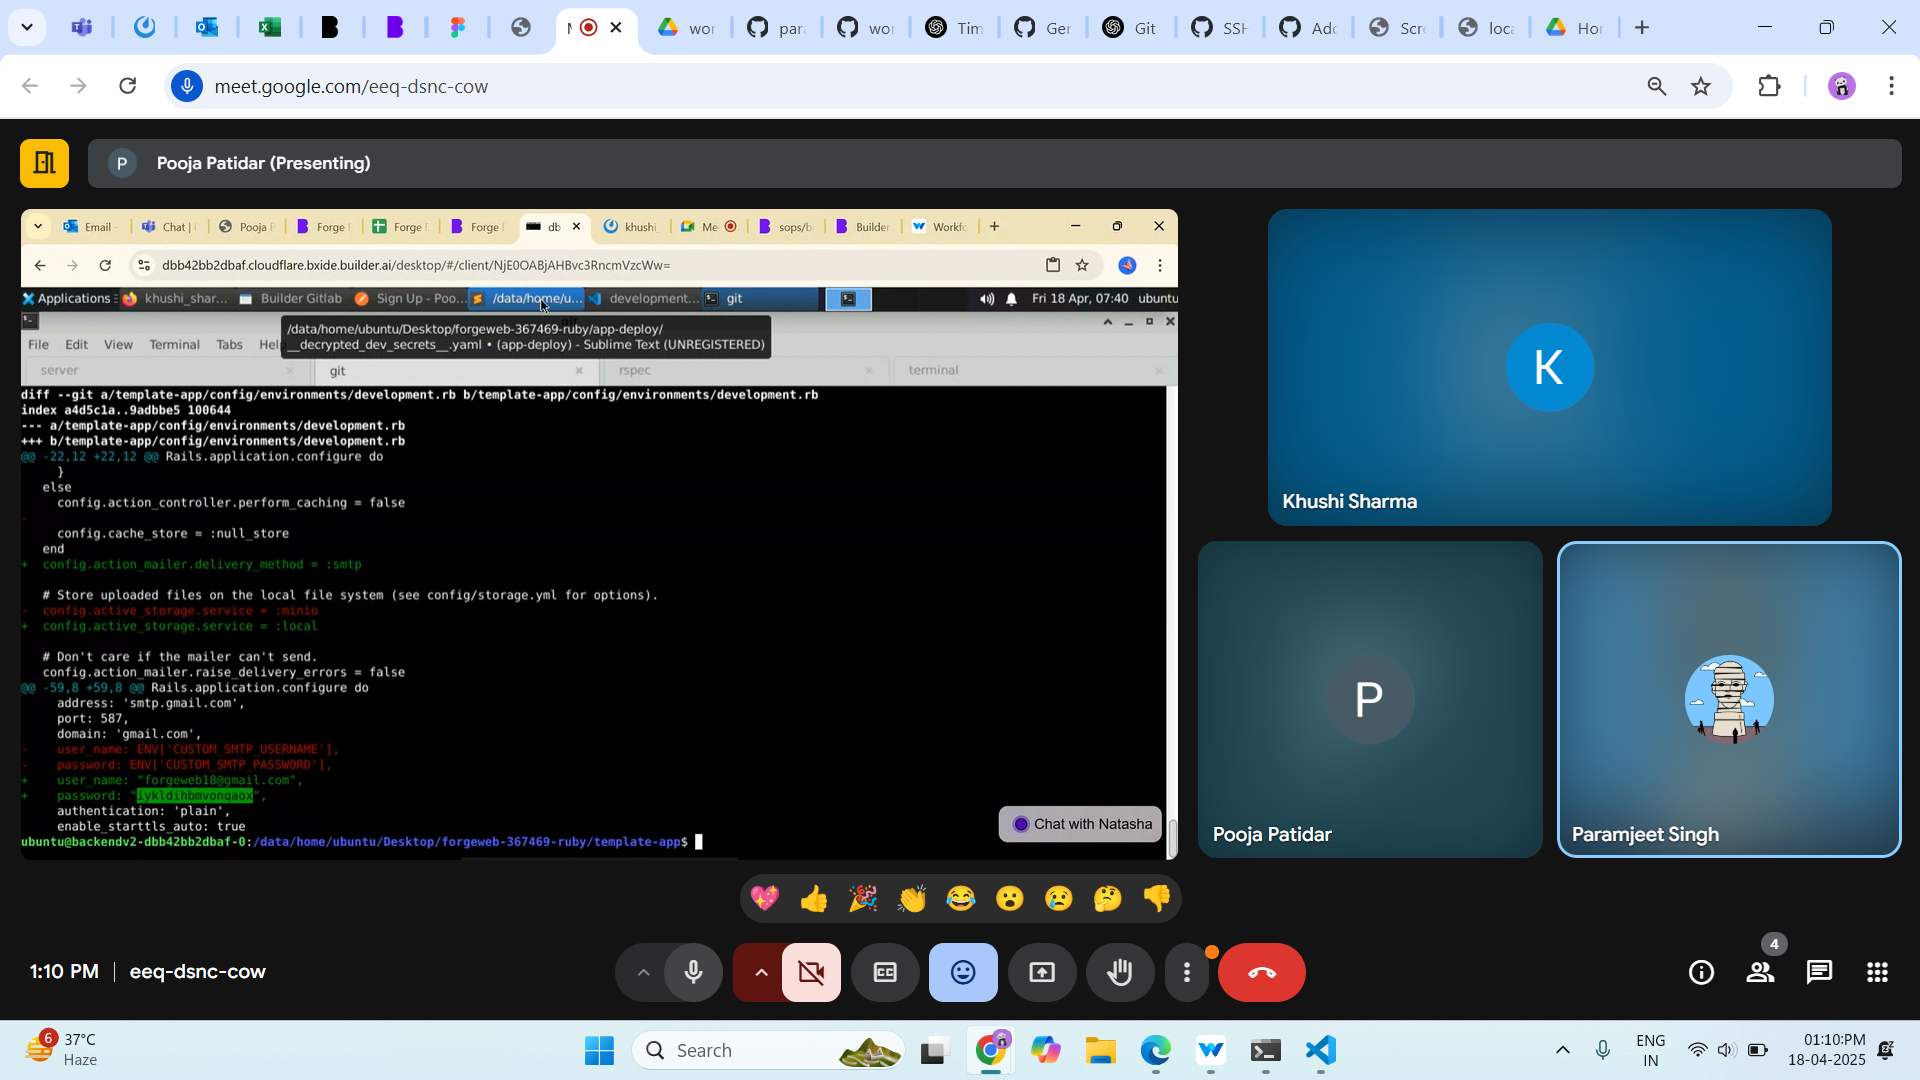 wor
par
wor
Tim
Ger
Git
SSH
Adc
Scr
loca
Hor
meet.google.com/eeq-dsnc-cow
P
Pooja Patidar (Presenting)
Email
Chat |
Pooja P
Forge
Forge
Forge
db
khushi
Me
sops/b
Builder
Workfo
dbb42bb2dbaf.cloudflare.bxide.builder.ai/desktop/#/client/NjE0OABjAHBvc3RncmVzcWw=
Applications
khushi_shar...
Builder Gitlab
Sign Up - Poo...
/data/home/u...
development...
git
Fri 18 Apr, 07:40
ubuntu
/data/home/ubuntu/Desktop/forgeweb-367469-ruby/app-deploy/
__decrypted_dev_secrets__.yaml • (app-deploy) - Sublime Text (UNREGISTERED)
File Edit View Terminal Tabs Help
server
git
rspec
terminal
diff --git a/template-app/config/environments/development.rb b/template-app/config/environments/development.rb
index a4d5c1a..9adbbe5 100644
--- a/template-app/config/environments/development.rb
+++ b/template-app/config/environments/development.rb
@@ -22,12 +22,12 @@ Rails.application.configure do
}
else
config.action_controller.perform_caching = false
-
config.cache_store = :null_store
end
+ config.action_mailer.delivery_method = :smtp
# Store uploaded files on the local file system (see config/storage.yml for options).
- config.active_storage.service = :minio
+ config.active_storage.service = :local
# Don't care if the mailer can't send.
config.action_mailer.raise_delivery_errors = false
@@ -59,8 +59,8 @@ Rails.application.configure do
address: 'smtp.gmail.com',
port: 587,
domain: 'gmail.com',
- user_name: ENV['CUSTOM_SMTP_USERNAME'],
- password: ENV['CUSTOM_SMTP_PASSWORD'],
+ user_name: "forgeweb18@gmail.com",
+ password: "iykldihbmvonqaox",
authentication: 'plain',
enable_starttls_auto: true
ubuntu@backendv2-dbb42bb2dbaf-0:/data/home/ubuntu/Desktop/forgeweb-367469-ruby/template-app$
Chat with Natasha
K
Khushi Sharma
P
Pooja Patidar
Paramjeet Singh
1:10 PM
eeq-dsnc-cow
4
6
37°C
Haze
Search
ENG
IN
01:10:PM
18-04-2025